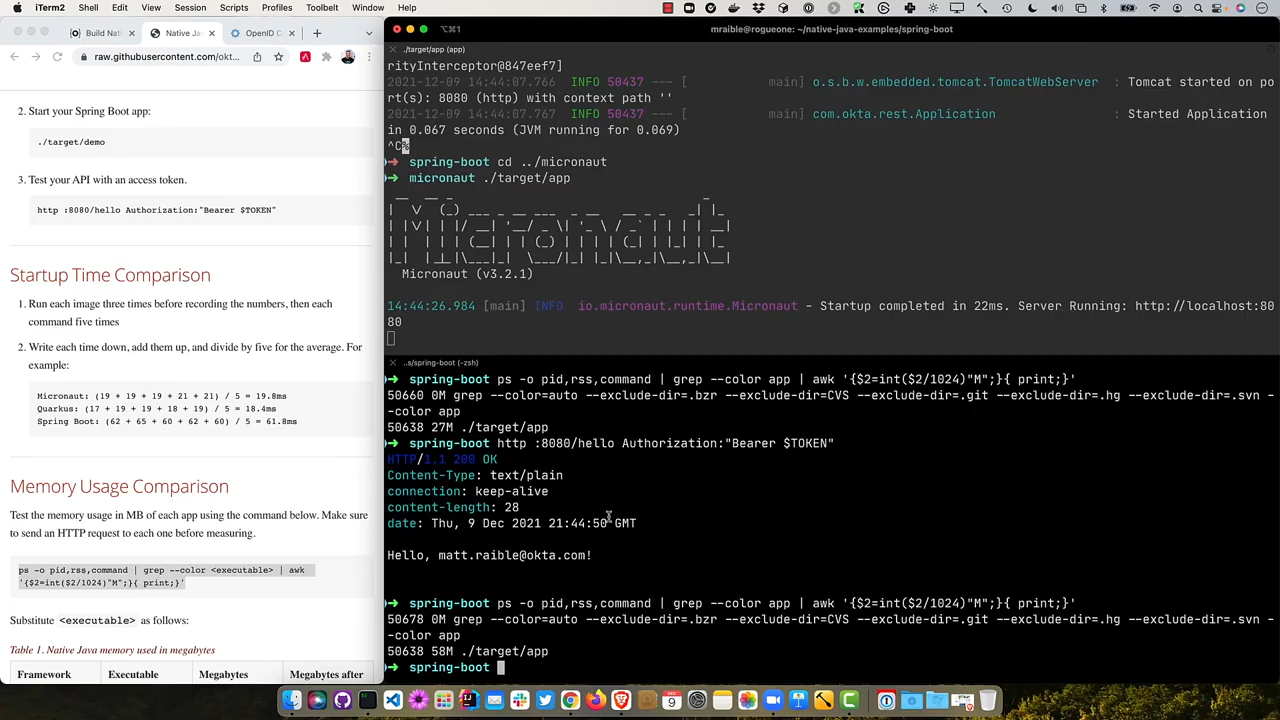 iTerm2 Shell Edit View Session Scripts Profiles Toolbelt Window Help
Build Nati
Native Jav
OpenID Co
raw.githubusercontent.com/okt...
2. Start your Spring Boot app:
./target/demo
3. Test your API with an access token.
http :8080/hello Authorization:"Bearer $TOKEN"
Startup Time Comparison
1. Run each image three times before recording the numbers, then each
command five times
2. Write each time down, add them up, and divide by five for the average. For
example:
Micronaut: (19 + 19 + 19 + 21 + 21) / 5 = 19.8ms
Quarkus: (17 + 19 + 19 + 18 + 19) / 5 = 18.4ms
Spring Boot: (62 + 65 + 60 + 62 + 60) / 5 = 61.8ms
Memory Usage Comparison
Test the memory usage in MB of each app using the command below. Make sure
to send an HTTP request to each one before measuring.
ps -o pid,rss,command | grep --color <executable> | awk
'{$2=int($2/1024)"M";}{ print;}'
Substitute <executable> as follows:
Table 1. Native Java memory used in megabytes
Framework Executable Megabytes Megabytes after
⌥⌘1 mraible@rogueone: ~/native-java-examples/spring-boot
./target/app (app)
rityInterceptor@847eef7]
2021-12-09 14:44:07.766 INFO 50437 --- [ main] o.s.b.w.embedded.tomcat.TomcatWebServer : Tomcat started on po
rt(s): 8080 (http) with context path ''
2021-12-09 14:44:07.767 INFO 50437 --- [ main] com.okta.rest.Application : Started Application
in 0.067 seconds (JVM running for 0.069)
^C%
➜ spring-boot cd ../micronaut
➜ micronaut ./target/app
Micronaut
Micronaut (v3.2.1)
14:44:26.984 [main] INFO io.micronaut.runtime.Micronaut - Startup completed in 22ms. Server Running: http://localhost:80
80
..s/spring-boot (-zsh)
➜ spring-boot ps -o pid,rss,command | grep --color app | awk '{$2=int($2/1024)"M";}{ print;}'
50660 0M grep --color=auto --exclude-dir=.bzr --exclude-dir=CVS --exclude-dir=.git --exclude-dir=.hg --exclude-dir=.svn -
-color app
50638 27M ./target/app
➜ spring-boot http :8080/hello Authorization:"Bearer $TOKEN"
HTTP/1.1 200 OK
Content-Type: text/plain
connection: keep-alive
content-length: 28
date: Thu, 9 Dec 2021 21:44:50 GMT
Hello, matt.raible@okta.com!
➜ spring-boot ps -o pid,rss,command | grep --color app | awk '{$2=int($2/1024)"M";}{ print;}'
50678 0M grep --color=auto --exclude-dir=.bzr --exclude-dir=CVS --exclude-dir=.git --exclude-dir=.hg --exclude-dir=.svn -
-color app
50638 58M ./target/app
➜ spring-boot